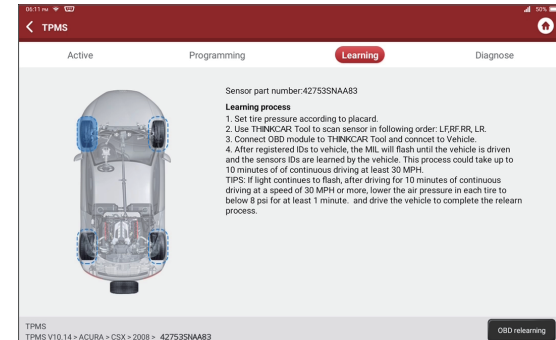 06:11 PM
50%
TPMS
Active
Programming
Learning
Diagnose
Sensor part number:42753SNAA83
Learning process
1. Set tire pressure according to placard.
2. Use THINKCAR Tool to scan sensor in following order: LF,RF.RR, LR.
3. Connect OBD module to THINKCAR Tool and conncet to Vehicle.
4. After registered IDs to vehicle, the MIL will flash until the vehicle is driven
and the sensors IDs are learned by the vehicle. This process could take up to
10 minutes of of continuous driving at least 30 MPH.
TIPS: If light continues to flash, after driving for 10 minutes of continuous
driving at a speed of 30 MPH or more, lower the air pressure in each tire to
below 8 psi for at least 1 minute. and drive the vehicle to complete the relearn
process.
TPMS
TPMS V10.14 > ACURA > CSX > 2008 > 42753SNAA83
OBD relearning